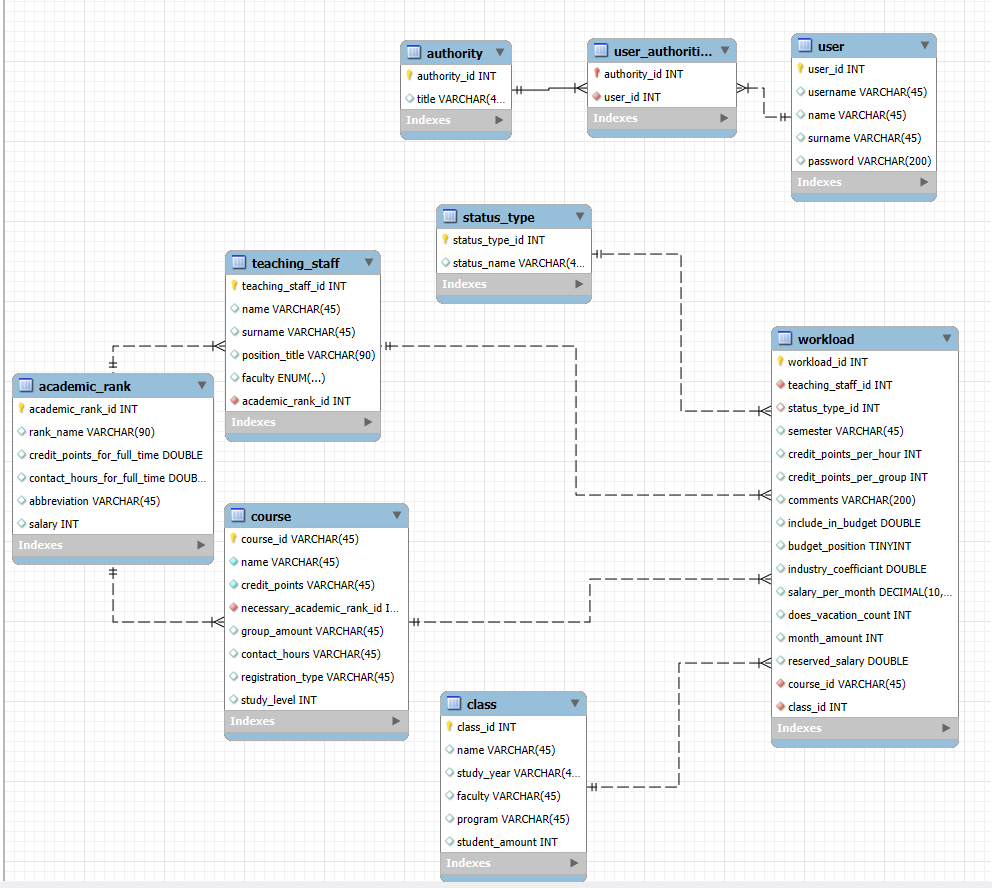 authority
authority_id INT
title VARCHAR(4...
Indexes
user_authoriti...
authority_id INT
user_id INT
Indexes
user
user_id INT
username VARCHAR(45)
name VARCHAR(45)
surname VARCHAR(45)
password VARCHAR(200)
Indexes
status_type
status_type_id INT
status_name VARCHAR(4...
Indexes
teaching_staff
teaching_staff_id INT
name VARCHAR(45)
surname VARCHAR(45)
position_title VARCHAR(90)
faculty ENUM(...)
academic_rank_id INT
Indexes
academic_rank
academic_rank_id INT
rank_name VARCHAR(90)
credit_points_for_full_time DOUBLE
contact_hours_for_full_time DOUB...
abbreviation VARCHAR(45)
salary INT
Indexes
course
course_id VARCHAR(45)
name VARCHAR(45)
credit_points VARCHAR(45)
necessary_academic_rank_id I...
group_amount VARCHAR(45)
contact_hours VARCHAR(45)
registration_type VARCHAR(45)
study_level INT
Indexes
class
class_id INT
name VARCHAR(45)
study_year VARCHAR(4...
faculty VARCHAR(45)
program VARCHAR(45)
student_amount INT
Indexes
workload
workload_id INT
teaching_staff_id INT
status_type_id INT
semester VARCHAR(45)
credit_points_per_hour INT
credit_points_per_group INT
comments VARCHAR(200)
include_in_budget DOUBLE
budget_position TINYINT
industry_coefficiant DOUBLE
salary_per_month DECIMAL(10,...
does_vacation_count INT
month_amount INT
reserved_salary DOUBLE
course_id VARCHAR(45)
class_id INT
Indexes